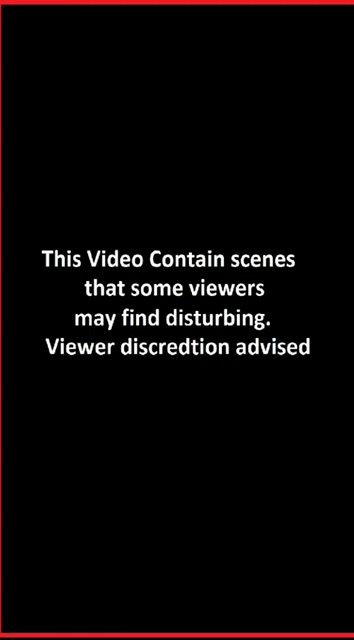 This Video Contain scenes
that some viewers
may find disturbing.
Viewer discredtion advised